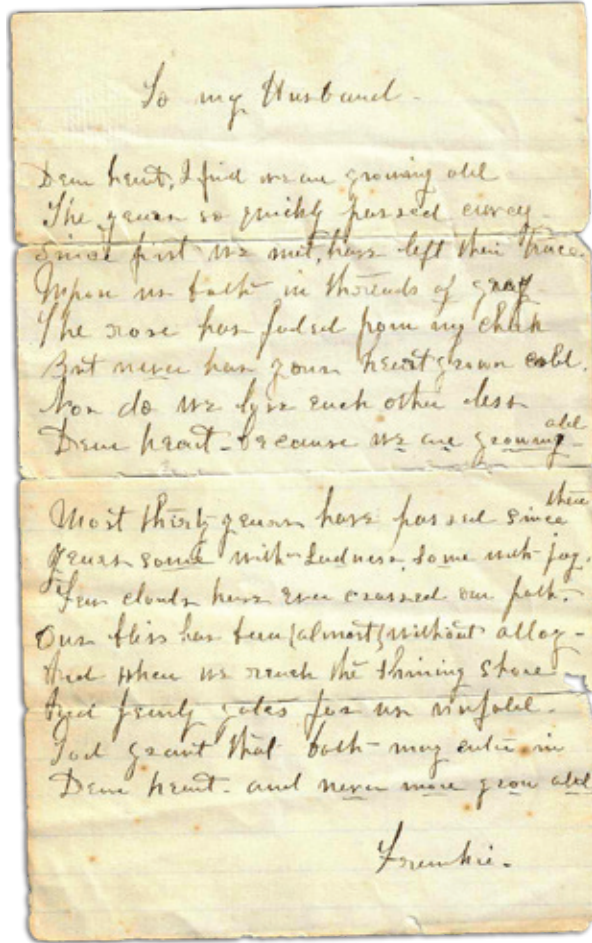 To my Husband -
Dear heart, I find we are growing old
The years so quickly passed away
Since first we met, have left their trace.
Upon us both in threads of gray
The rose has faded from my cheek
But never has your heart grown cold.
Nor do we love each other less
Dear heart - because we are growing old -
Most thirty years have passed since then
Years some with sadness, some with joy.
Few clouds have ever crossed our path.
Our bliss has been (almost) without alloy -
And when we reach the shining shore
And pearly gates for us unfold.
God grant that both may enter in
Dear heart - and never more grow old
Frankie.